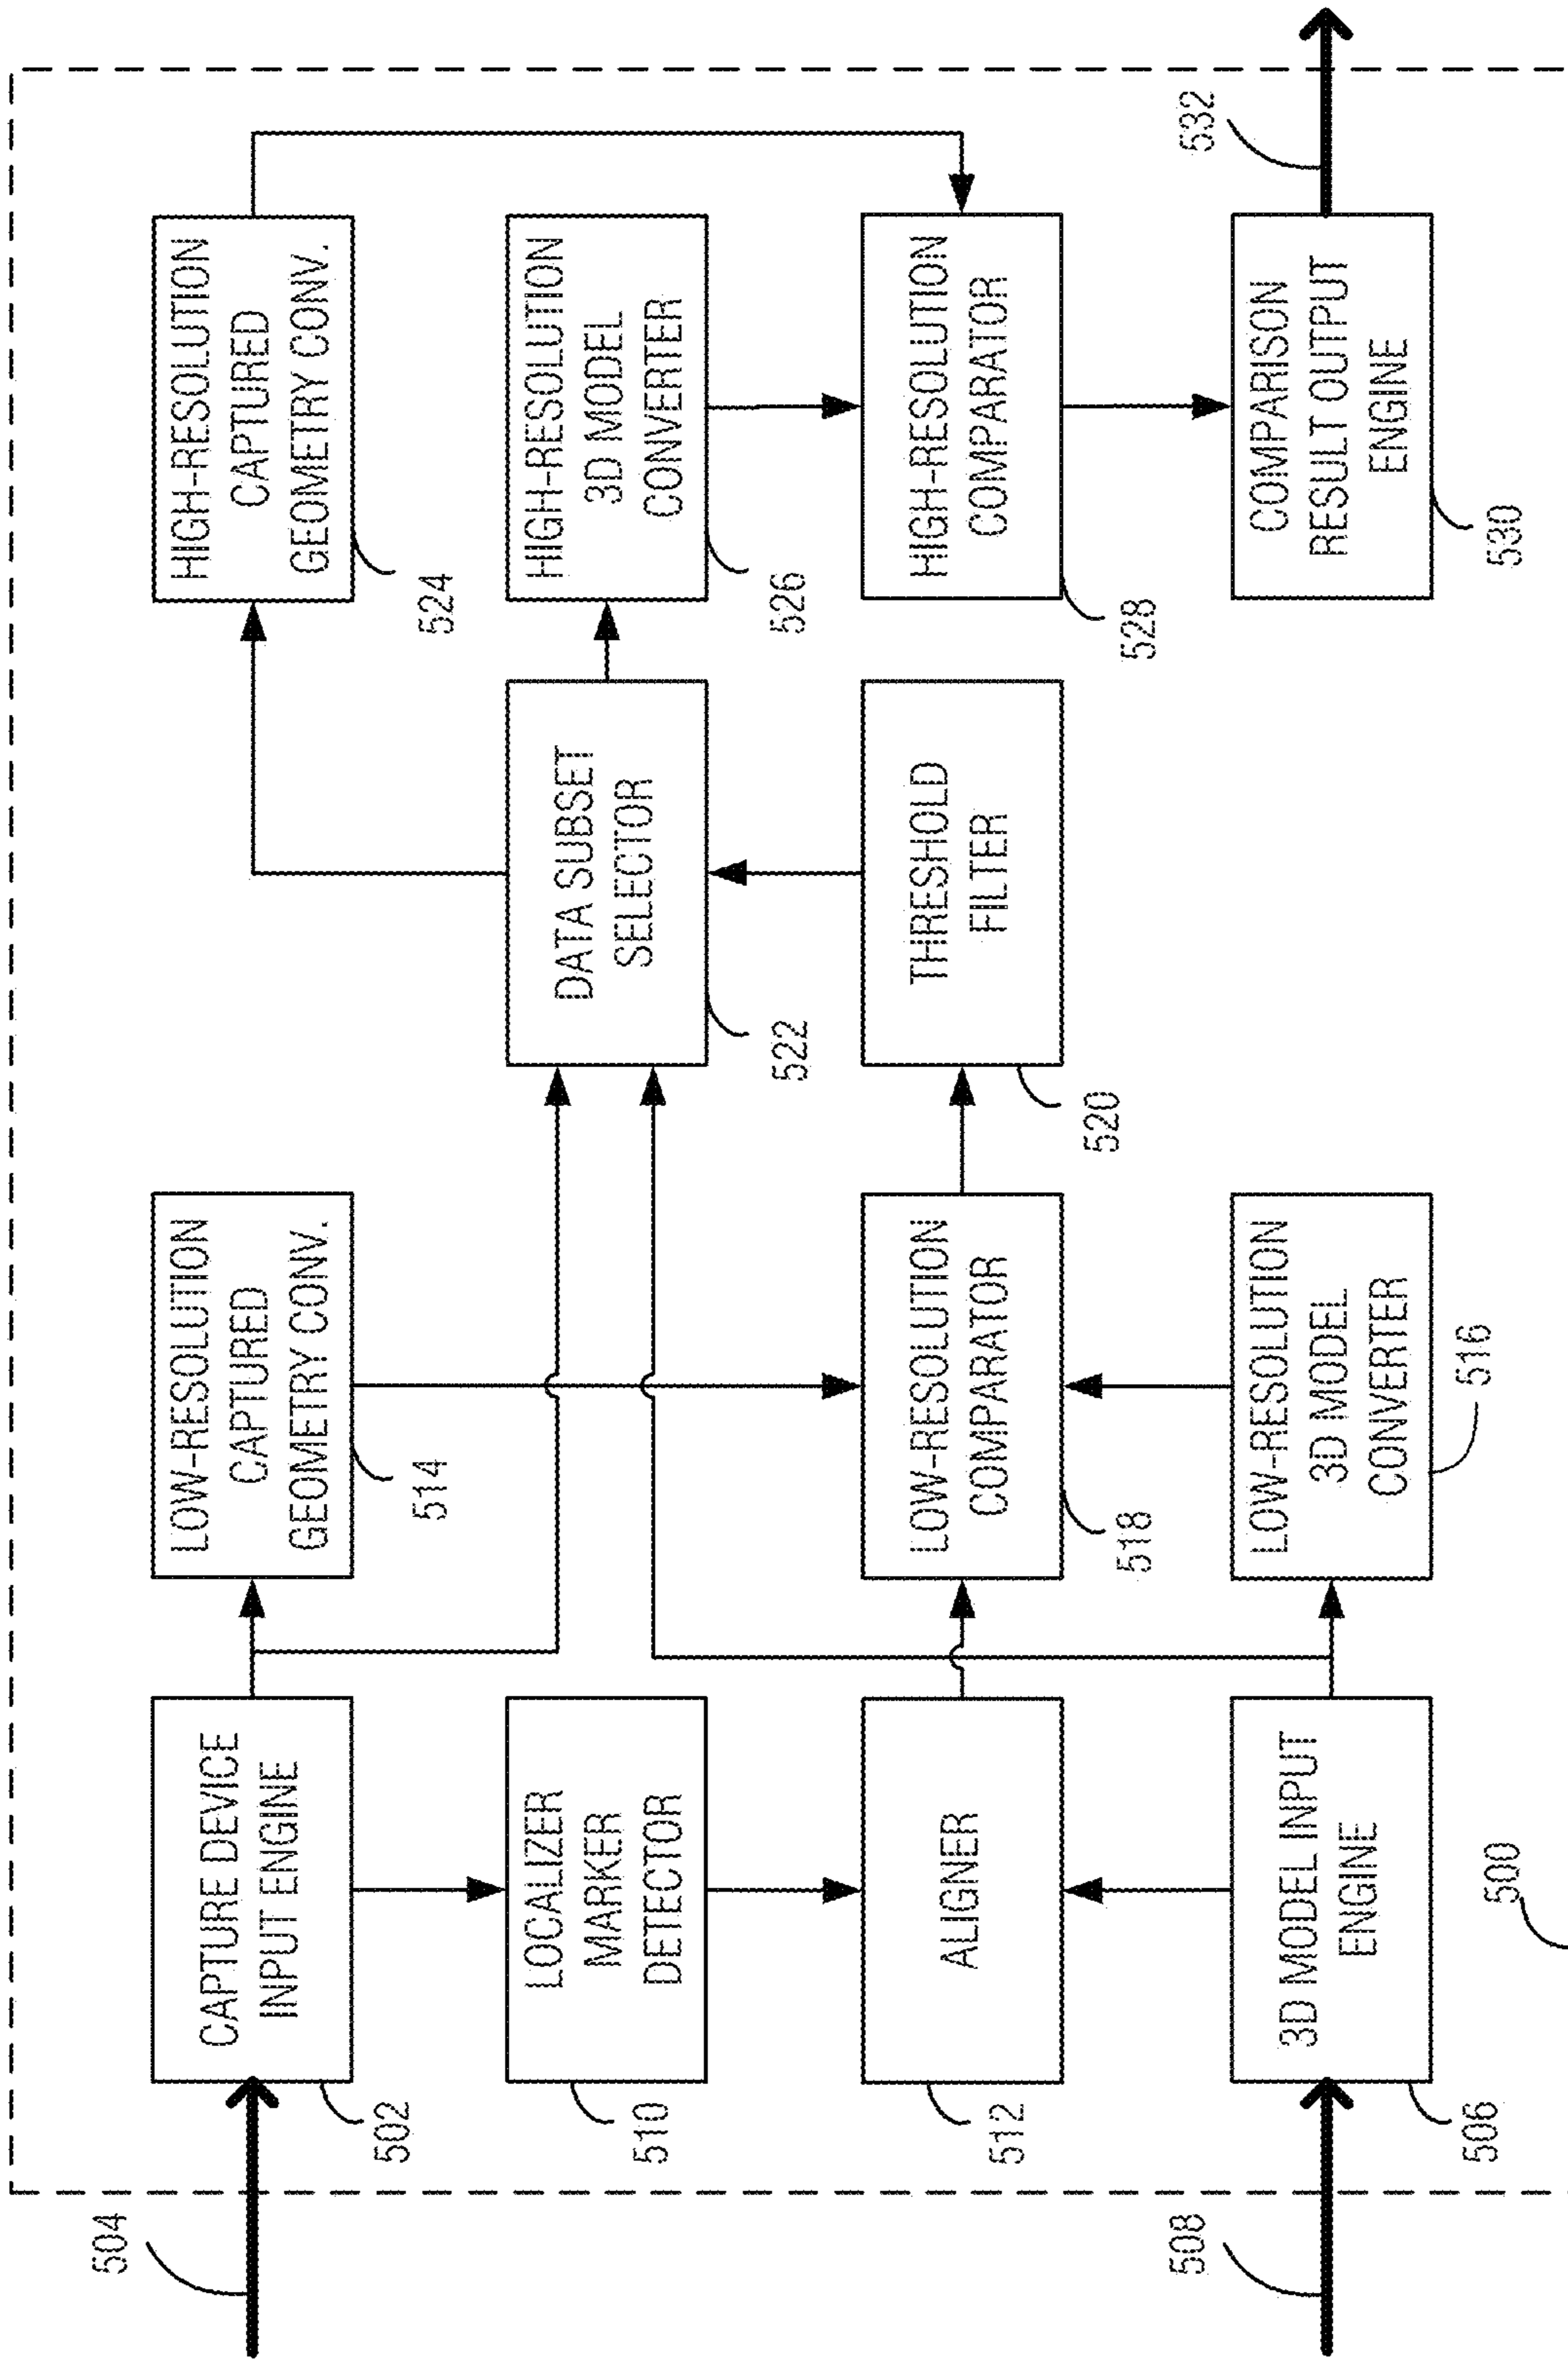 504
CAPTURE DEVICE
INPUT ENGINE
502
LOCALIZER
MARKER
DETECTOR
510
ALIGNER
512
508
3D MODEL INPUT
ENGINE
506
500
LOW-RESOLUTION
CAPTURED
GEOMETRY CONV.
514
LOW-RESOLUTION
COMPARATOR
518
LOW-RESOLUTION
3D MODEL
CONVERTER
516
DATA SUBSET
SELECTOR
522
THRESHOLD
FILTER
520
HIGH-RESOLUTION
CAPTURED
GEOMETRY CONV.
524
HIGH-RESOLUTION
3D MODEL
CONVERTER
526
HIGH-RESOLUTION
COMPARATOR
528
COMPARISON
RESULT OUTPUT
ENGINE
530
532